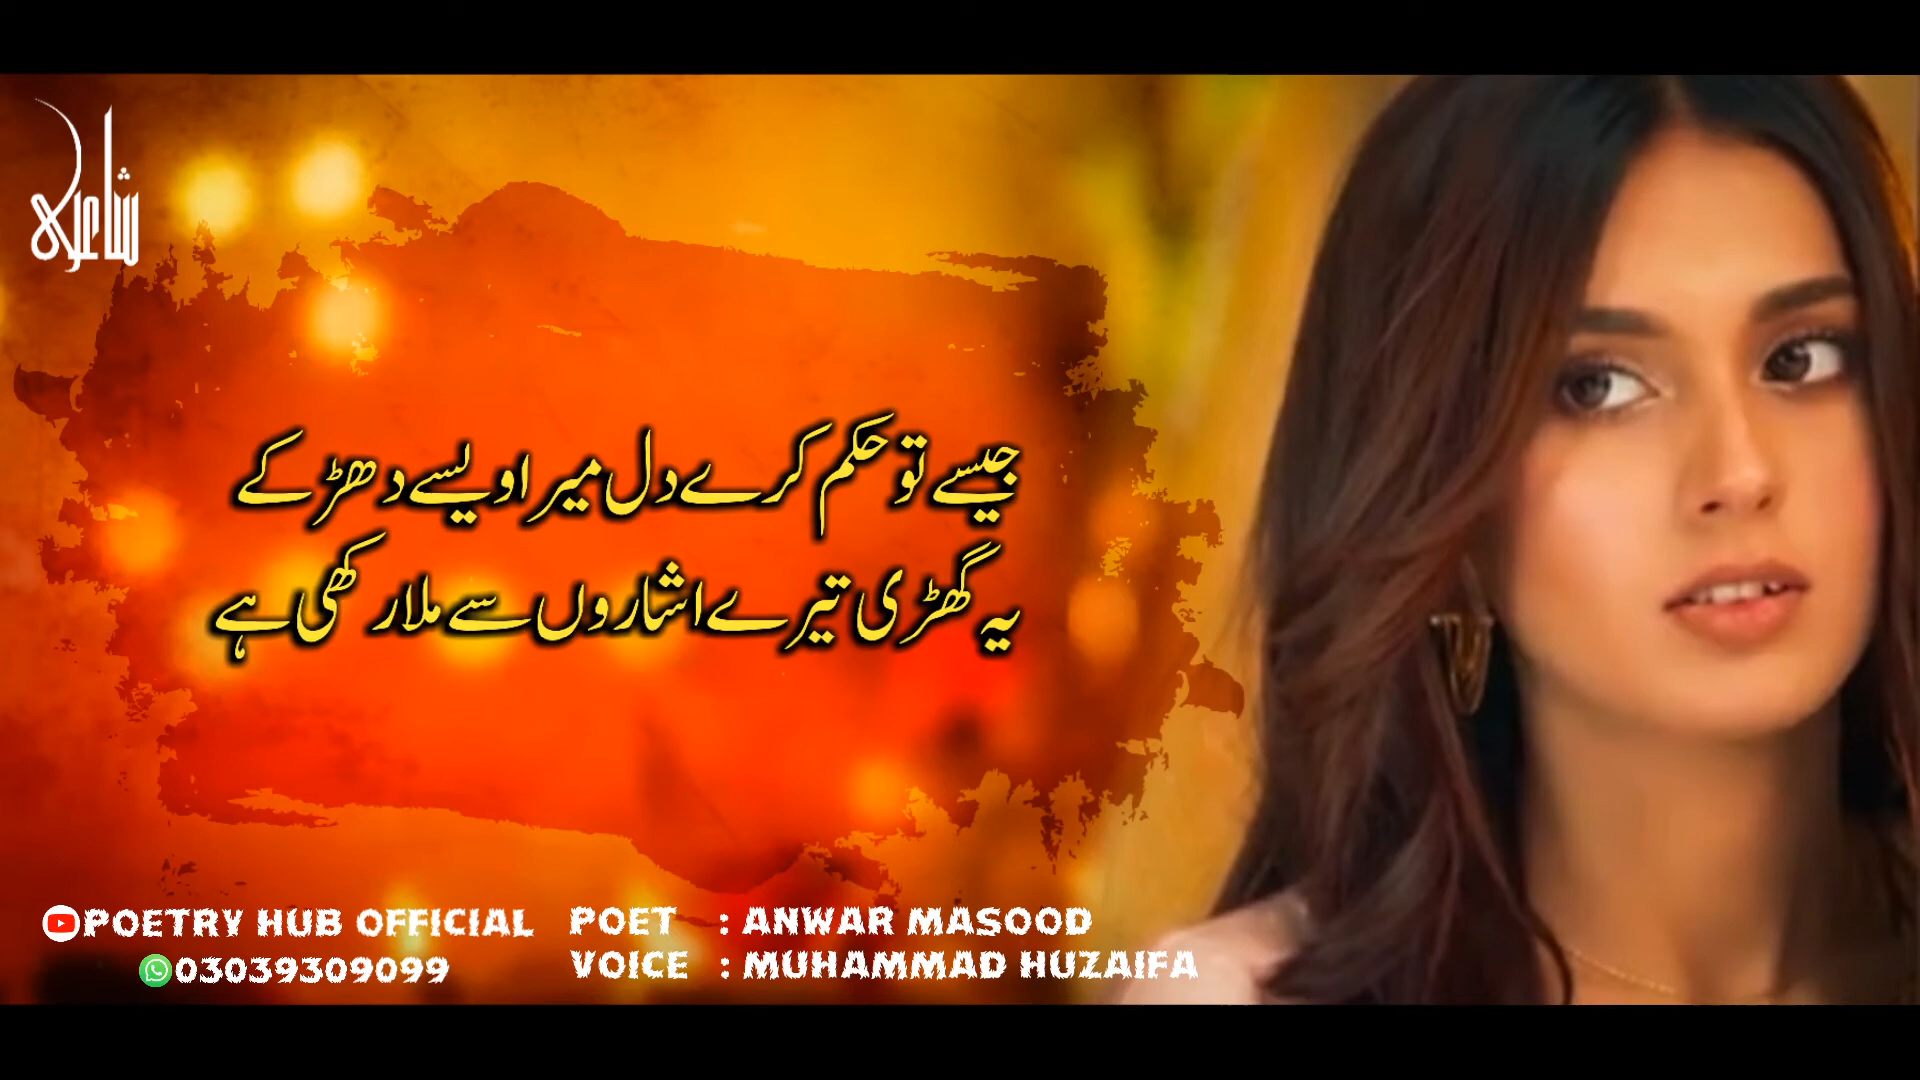 شاعری
جیسے تو حکم کرے دل میرا ویسے دھڑکے
یہ گھڑی تیرے اشاروں سے ملا رکھی ہے
POETRY HUB OFFICIAL
03039309099
POET : ANWAR MASOOD
VOICE : MUHAMMAD HUZAIFA